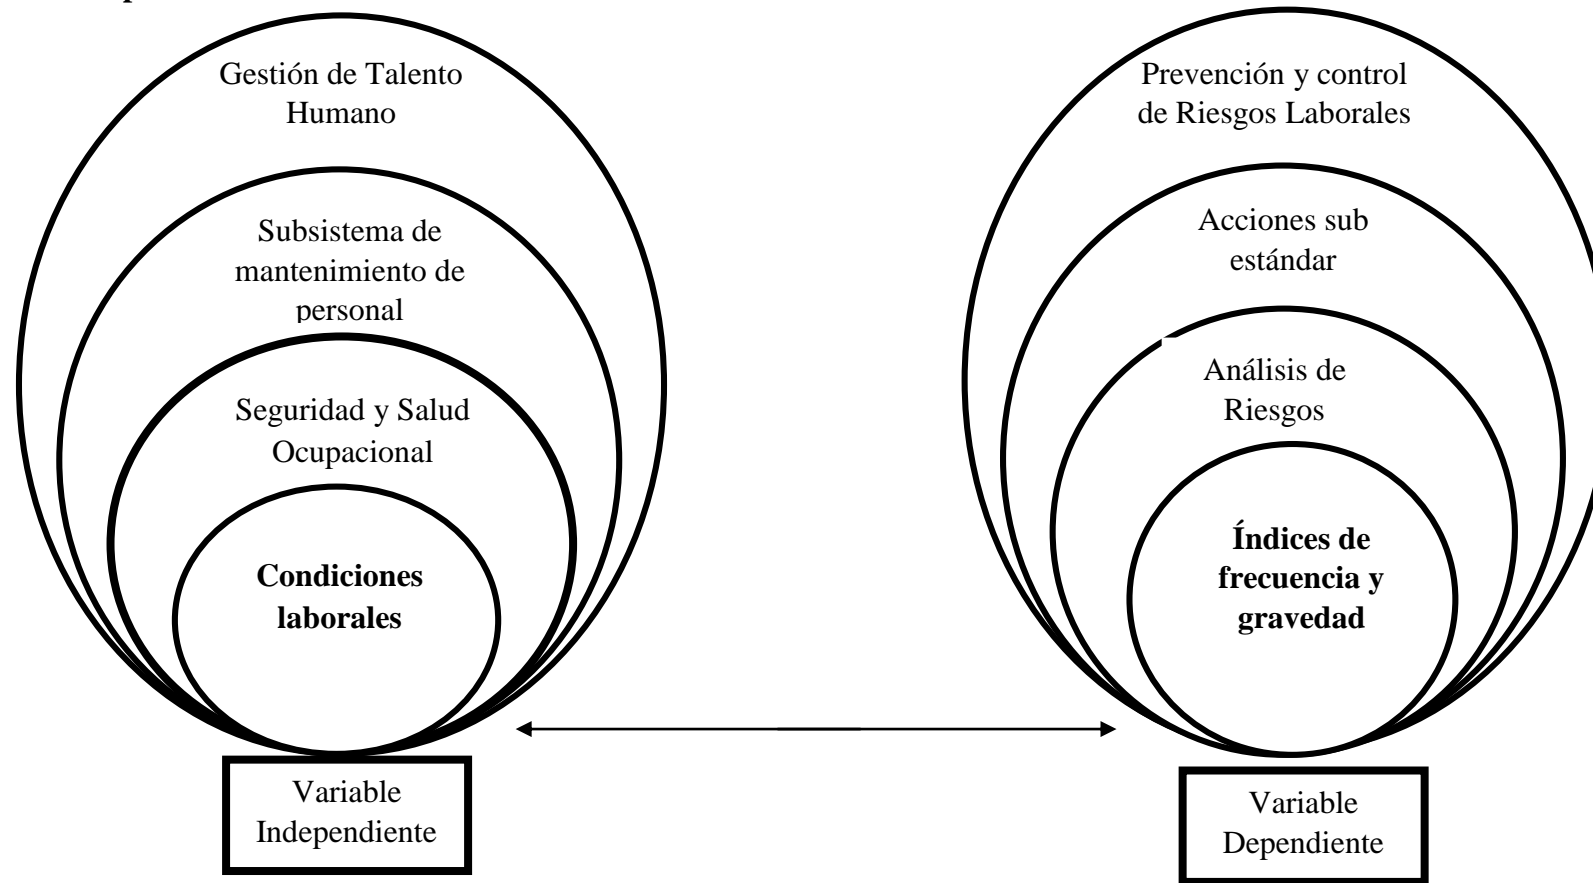 Gestión de Talento
Humano
Subsistema de
mantenimiento de
personal
Seguridad y Salud
Ocupacional
Condiciones
laborales
Variable
Independiente
Prevención y control
de Riesgos Laborales
Acciones sub
estándar
Análisis de
Riesgos
Índices de
frecuencia y
gravedad
Variable
Dependiente